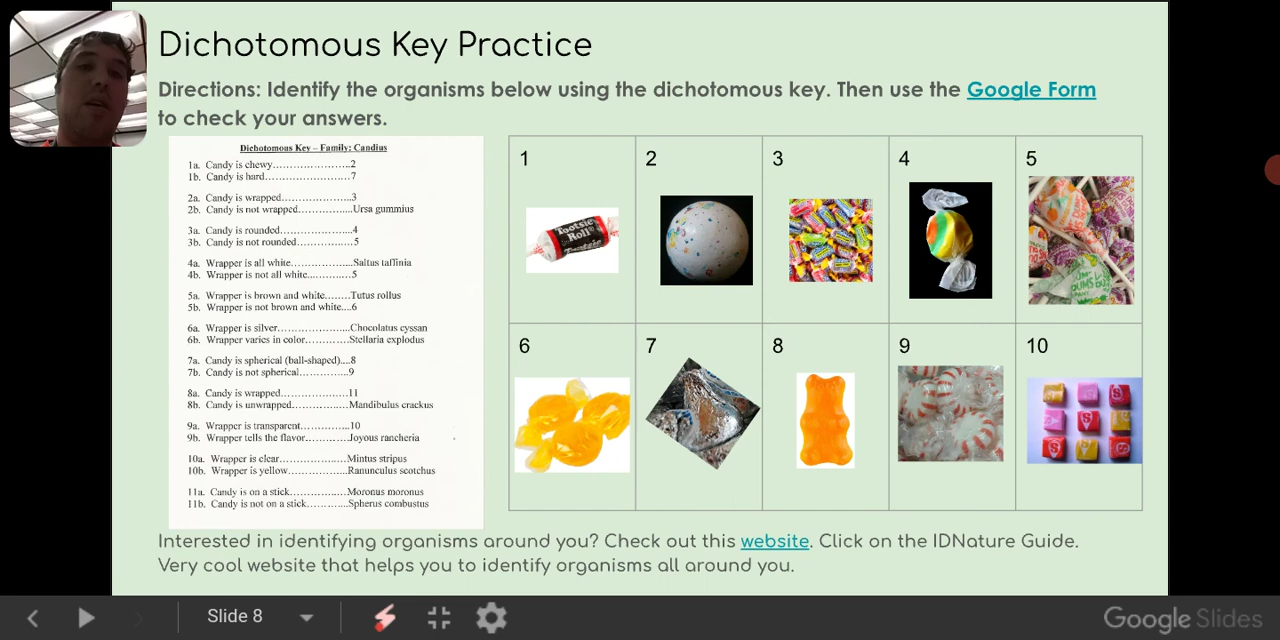 Dichotomous Key Practice
Directions: Identify the organisms below using the dichotomous key. Then use the Google Form
to check your answers.
Dichotomous Key – Family: Candius
1a. Candy is chewy.....................2
1b. Candy is hard.......................7
2a. Candy is wrapped..................3
2b. Candy is not wrapped...............Ursa gummius
3a. Candy is rounded...................4
3b. Candy is not rounded...............5
4a. Wrapper is all white..................Saltus taffinia
4b. Wrapper is not all white............5
5a. Wrapper is brown and white........Tutus rollus
5b. Wrapper is not brown and white....6
6a. Wrapper is silver.....................Chocolatus cyssan
6b. Wrapper varies in color............Stellaria explodus
7a. Candy is spherical (ball-shaped)....8
7b. Candy is not spherical...............9
8a. Candy is wrapped....................11
8b. Candy is unwrapped................Mandibulus crackus
9a. Wrapper is transparent............10
9b. Wrapper tells the flavor............Joyous rancheria
10a. Wrapper is clear....................Mintus stripus
10b. Wrapper is yellow..................Ranunculus scotchus
11a. Candy is on a stick..................Moronus moronus
11b. Candy is not on a stick............Spherus combustus
1
2
3
4
5
Tootsie
Roll
Tootsie
6
7
8
9
10
Interested in identifying organisms around you? Check out this website. Click on the IDNature Guide.
Very cool website that helps you to identify organisms all around you.
Slide 8
Google Slides